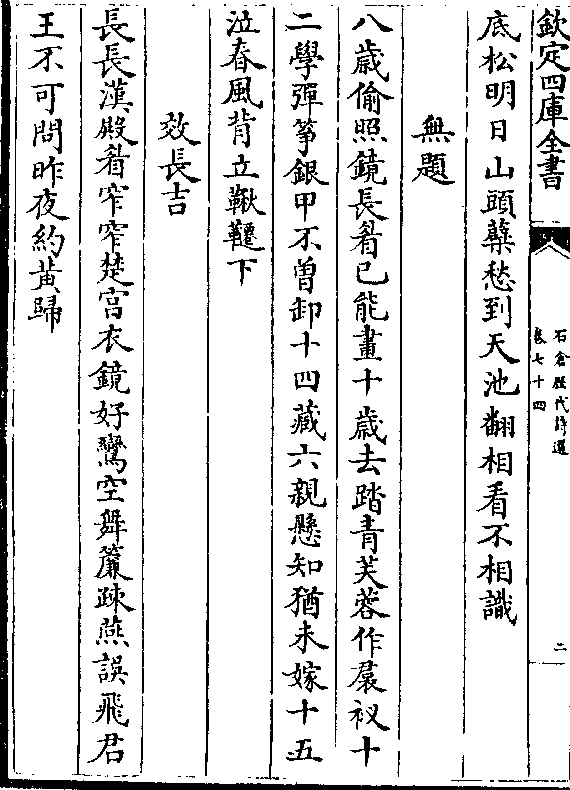 欽定四庫全書
石倉歷代詩選
卷七十四
二
底松明日山頭蘗愁到天池翻相看不相識
無題
八歲偷照鏡長眉已能畫十歲去踏青芙蓉作裙衩十
二學彈箏銀甲不曾卸十四藏六親懸知猶未嫁十五
泣春風背立鞦韆下
效長吉
長長漢殿眉窄窄楚宮衣鏡好鸞空舞簾疎燕誤飛君
王不可問昨夜約黃歸